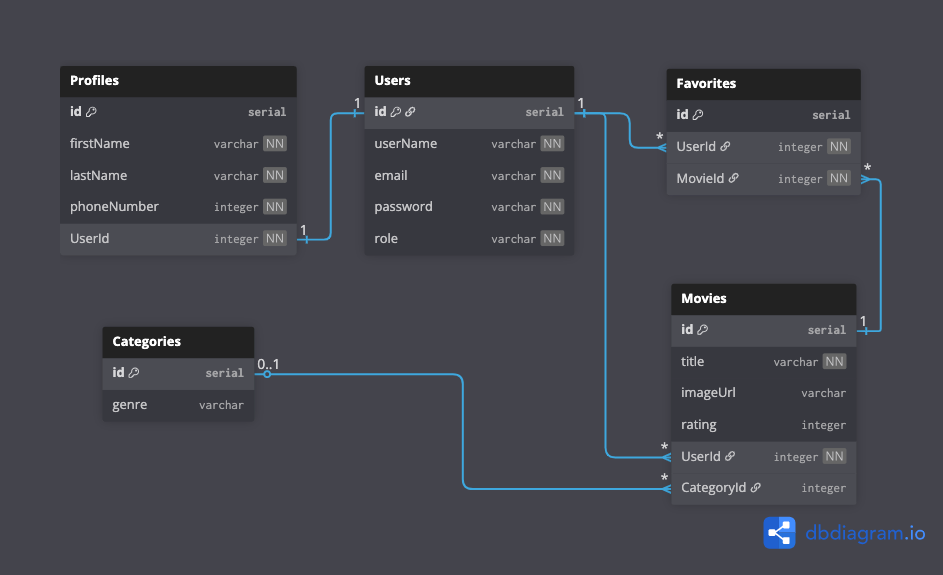 Profiles
id serial
firstName varchar NN
lastName varchar NN
phoneNumber integer NN
UserId integer NN
1
1
Users
id serial
userName varchar NN
email varchar NN
password varchar NN
role varchar NN
1
*
Favorites
id serial
UserId integer NN
MovieId integer NN
*
Categories
id serial
genre varchar
0..1
Movies
id serial
title varchar NN
imageUrl varchar
rating integer
UserId integer NN
CategoryId integer
1
*
*
dbdiagram.io